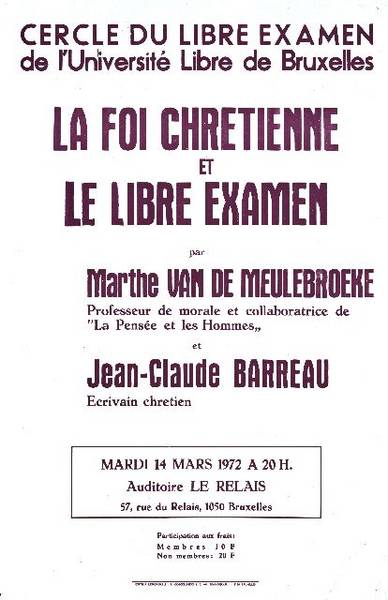 CERCLE DU LIBRE EXAMEN
de l'Université Libre de Bruxelles
LA FOI CHRETIENNE
ET
LE LIBRE EXAMEN
par
Marthe VAN DE MEULEBROEKE
Professeur de morale et collaboratrice de
"La Pensée et les Hommes„
et
Jean-Claude BARREAU
Ecrivain chretien
MARDI 14 MARS 1972 A 20 H.
Auditoire LE RELAIS
57, rue du Relais, 1050 Bruxelles
Participation aux frais:
Membres 10 F
Non membres: 20 F